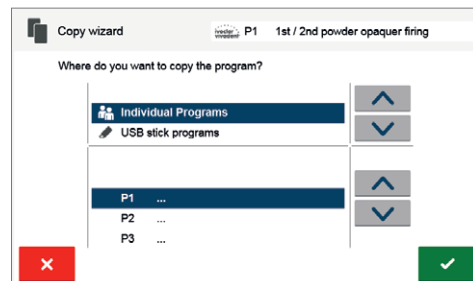 Copy wizard ivoclar vivadent P1 1st / 2nd powder opaquer firing
Where do you want to copy the program?
Individual Programs
USB stick programs
P1 ...
P2 ...
P3 ...